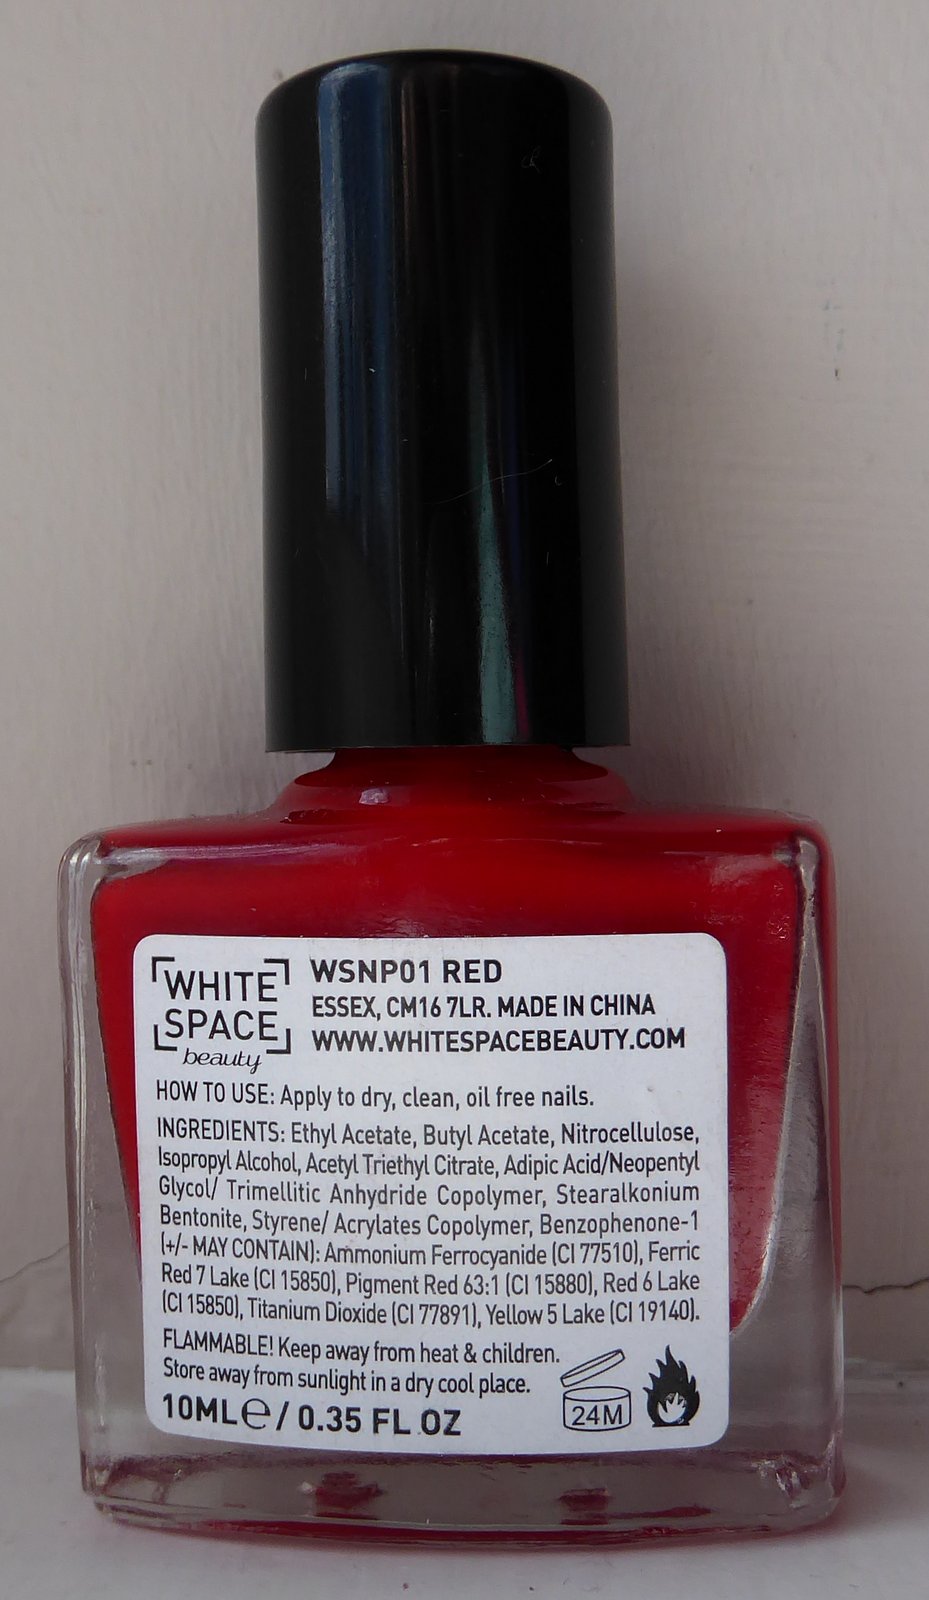 WHITE
SPACE
beauty
WSNP01 RED
ESSEX, CM16 7LR. MADE IN CHINA
WWW.WHITESPACEBEAUTY.COM
HOW TO USE: Apply to dry, clean, oil free nails.
INGREDIENTS: Ethyl Acetate, Butyl Acetate, Nitrocellulose,
Isopropyl Alcohol, Acetyl Triethyl Citrate, Adipic Acid/Neopentyl
Glycol/ Trimellitic Anhydride Copolymer, Stearalkonium
Bentonite, Styrene/ Acrylates Copolymer, Benzophenone-1
(+/- MAY CONTAIN): Ammonium Ferrocyanide (CI 77510), Ferric
Red 7 Lake (CI 15850), Pigment Red 63:1 (CI 15880), Red 6 Lake
(CI 15850), Titanium Dioxide (CI 77891), Yellow 5 Lake (CI 19140).
FLAMMABLE! Keep away from heat & children.
Store away from sunlight in a dry cool place.
10ML℮/ 0.35 FL.OZ
24M